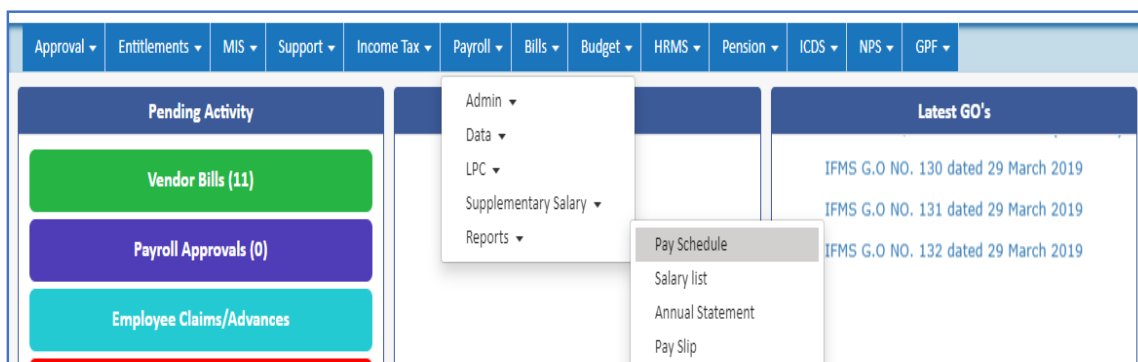 Approval Entitlements MIS Support Income Tax Payroll Bills Budget HRMS Pension ICDS NPS GPF
Pending Activity
Vendor Bills (11)
Payroll Approvals (0)
Employee Claims/Advances
Admin
Data
LPC
Supplementary Salary
Reports
Pay Schedule
Salary list
Annual Statement
Pay Slip
Latest GO's
IFMS G.O NO. 130 dated 29 March 2019
IFMS G.O NO. 131 dated 29 March 2019
IFMS G.O NO. 132 dated 29 March 2019